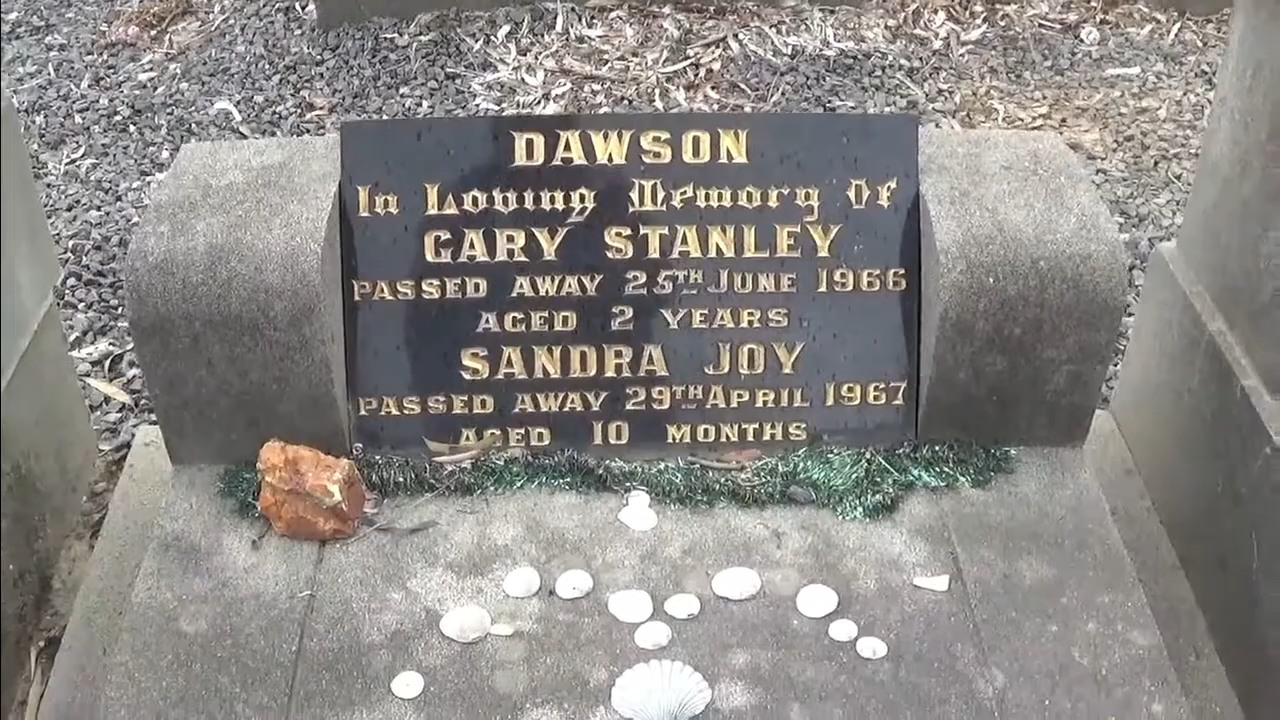 DAWSON
In Loving Memory Of
GARY STANLEY
PASSED AWAY 25TH JUNE 1966
AGED 2 YEARS
SANDRA JOY
PASSED AWAY 29TH APRIL 1967
AGED 10 MONTHS